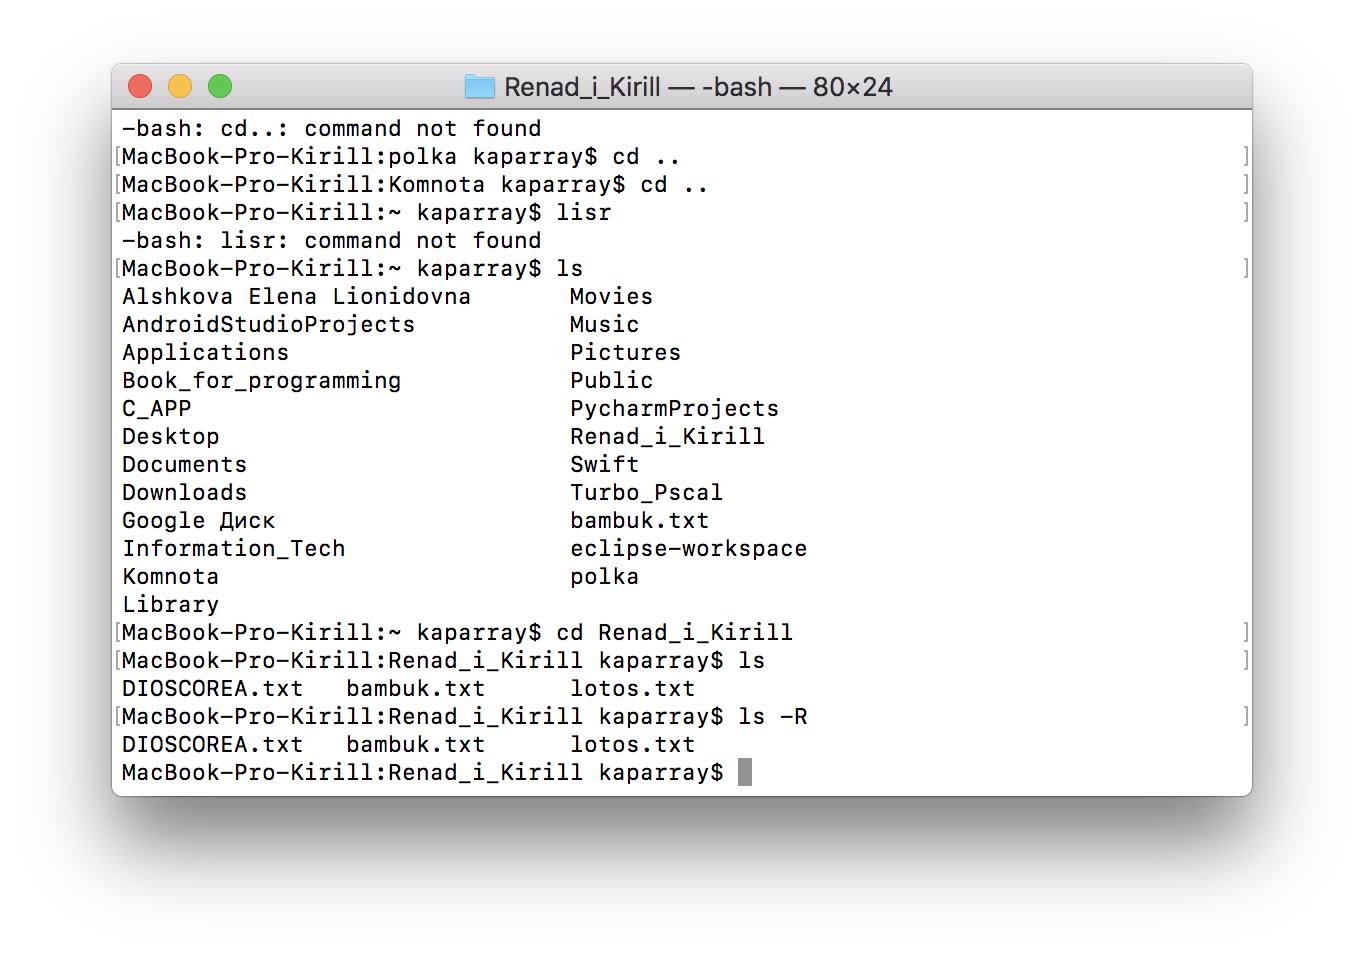 Renad_i_Kirill — -bash — 80×24
-bash: cd..: command not found
[MacBook-Pro-Kirill:polka kaparray$ cd .. ]
[MacBook-Pro-Kirill:Komnota kaparray$ cd .. ]
[MacBook-Pro-Kirill:~ kaparray$ lisr ]
-bash: lisr: command not found
[MacBook-Pro-Kirill:~ kaparray$ ls ]
Alshkova Elena Lionidovna Movies
AndroidStudioProjects Music
Applications Pictures
Book_for_programming Public
C_APP PycharmProjects
Desktop Renad_i_Kirill
Documents Swift
Downloads Turbo_Pscal
Google Диск bambuk.txt
Information_Tech eclipse-workspace
Komnota polka
Library
[MacBook-Pro-Kirill:~ kaparray$ cd Renad_i_Kirill ]
[MacBook-Pro-Kirill:Renad_i_Kirill kaparray$ ls ]
DIOSCOREA.txt bambuk.txt lotos.txt
[MacBook-Pro-Kirill:Renad_i_Kirill kaparray$ ls -R ]
DIOSCOREA.txt bambuk.txt lotos.txt
MacBook-Pro-Kirill:Renad_i_Kirill kaparray$